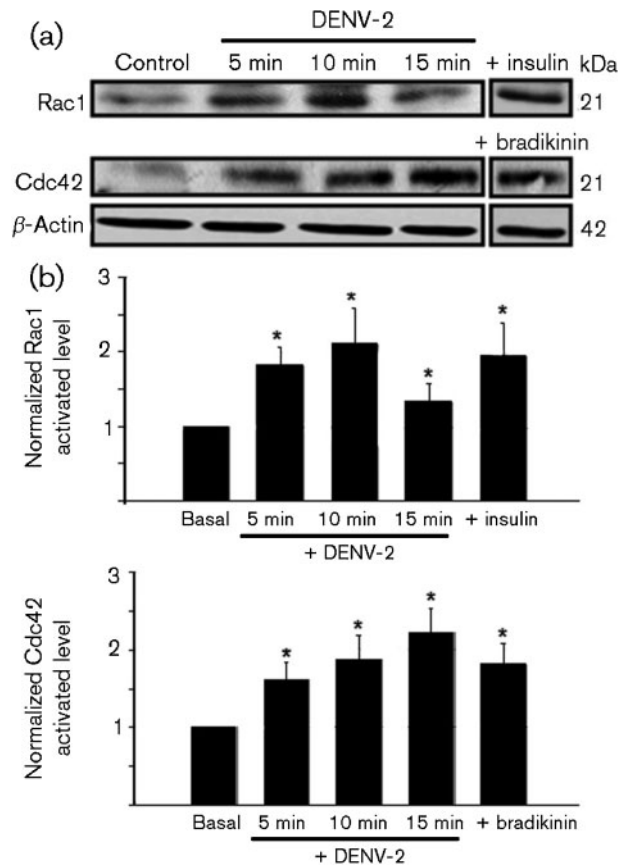 (a)
DENV-2
Control 5 min 10 min 15 min + insulin kDa
Rac1 21
+ bradikinin
Cdc42 21
β-Actin 42
(b)
3
2
1
Normalized Rac1
activated level
* * * *
Basal 5 min 10 min 15 min + insulin
+ DENV-2
3
2
1
Normalized Cdc42
activated level
* * * *
Basal 5 min 10 min 15 min + bradikinin
+ DENV-2